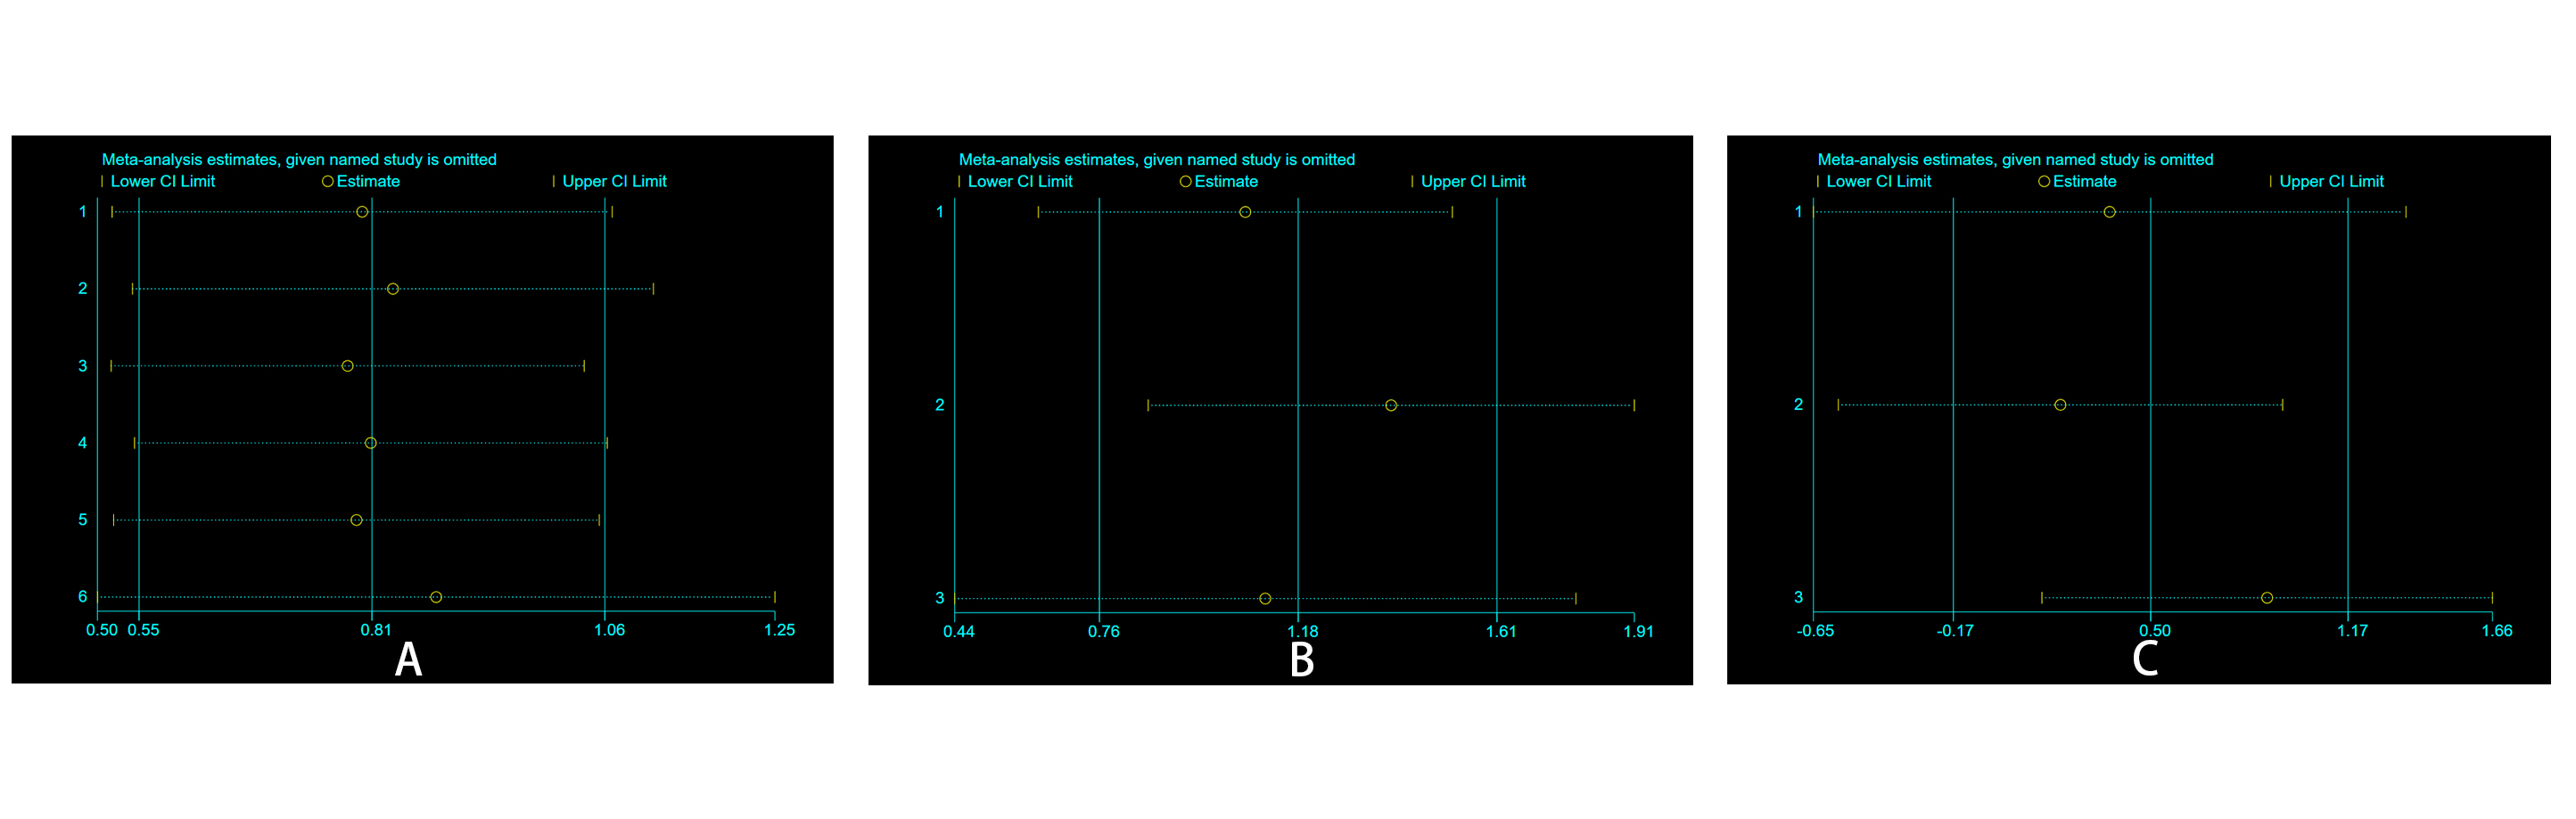 Meta-analysis estimates, given named study is omitted
Lower CI Limit Estimate Upper CI Limit
1
2
3
4
5
6
0.50 0.55 0.81 1.06 1.25
A
Meta-analysis estimates, given named study is omitted
Lower CI Limit Estimate Upper CI Limit
1
2
3
0.44 0.76 1.18 1.61 1.91
B
Meta-analysis estimates, given named study is omitted
Lower CI Limit Estimate Upper CI Limit
1
2
3
-0.65 -0.17 0.50 1.17 1.66
C